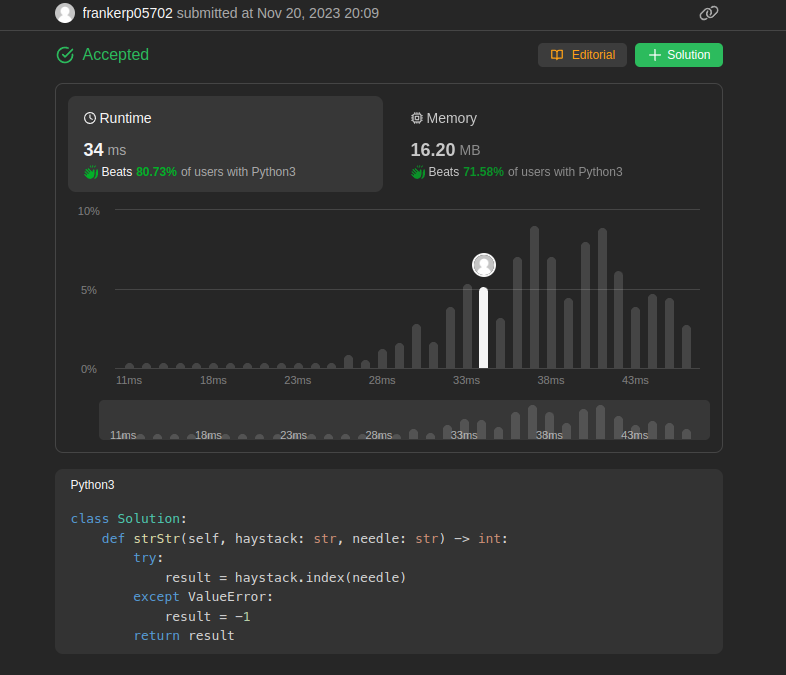 frankerp05702 submitted at Nov 20, 2023 20:09
Accepted
Editorial
Solution
Runtime
34 ms
Beats 80.73% of users with Python3
Memory
16.20 MB
Beats 71.58% of users with Python3
10%
5%
0%
11ms 18ms 23ms 28ms 33ms 38ms 43ms
11ms 18ms 23ms 28ms 33ms 38ms 43ms
Python3
class Solution:
    def strStr(self, haystack: str, needle: str) -> int:
        try:
            result = haystack.index(needle)
        except ValueError:
            result = -1
        return result